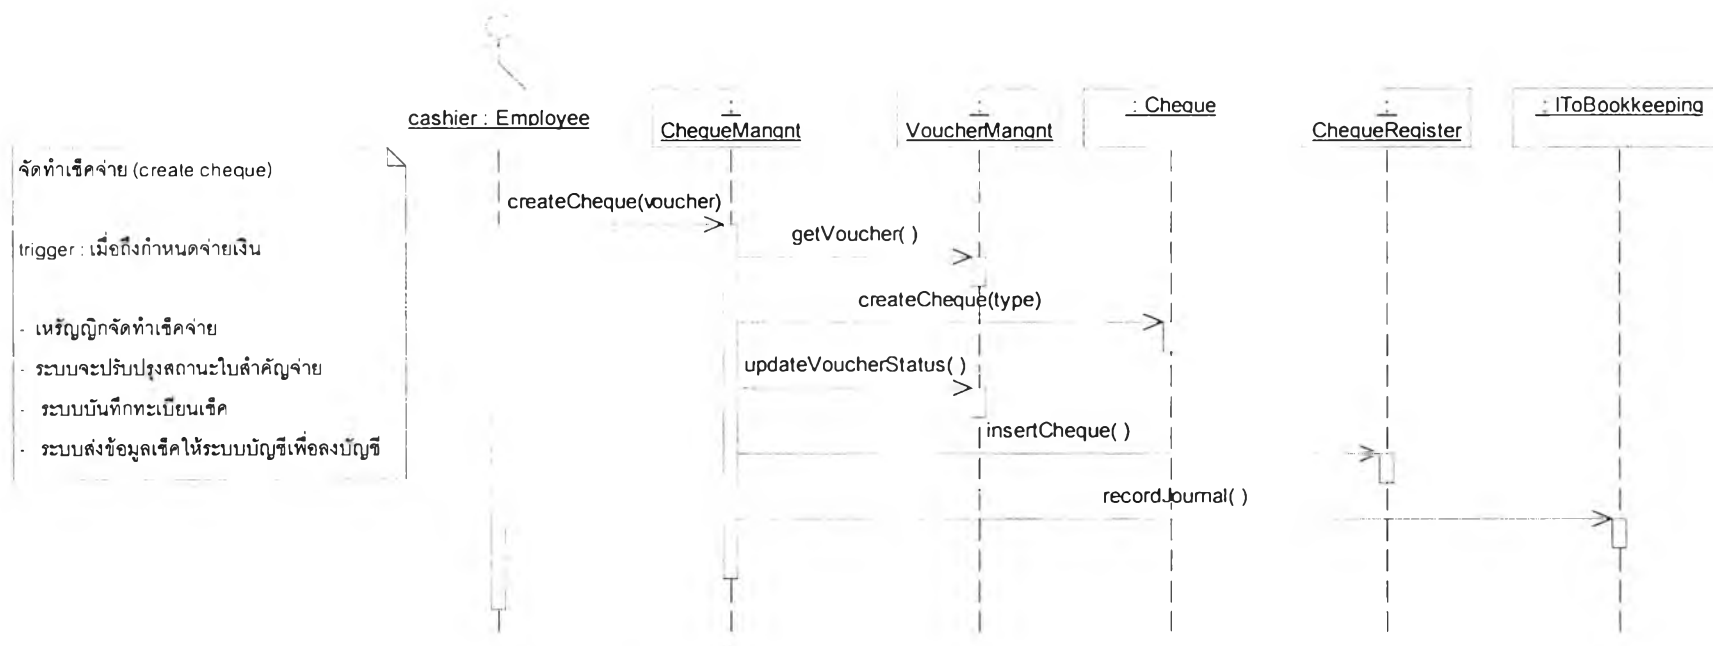 cashier : Employee
:
ChequeMangnt
:
VoucherMangnt
: Cheque
:
ChequeRegister
: IToBookkeeping
จัดทำเช็คจ่าย (create cheque)
trigger : เมื่อถึงกำหนดจ่ายเงิน
- เหรัญญิกจัดทำเช็คจ่าย
- ระบบจะปรับปรุงสถานะใบสำคัญจ่าย
- ระบบบันทึกทะเบียนเช็ค
- ระบบส่งข้อมูลเช็คให้ระบบบัญชีเพื่อลงบัญชี
createCheque(voucher)
getVoucher( )
createCheque(type)
updateVoucherStatus( )
insertCheque( )
recordJournal( )